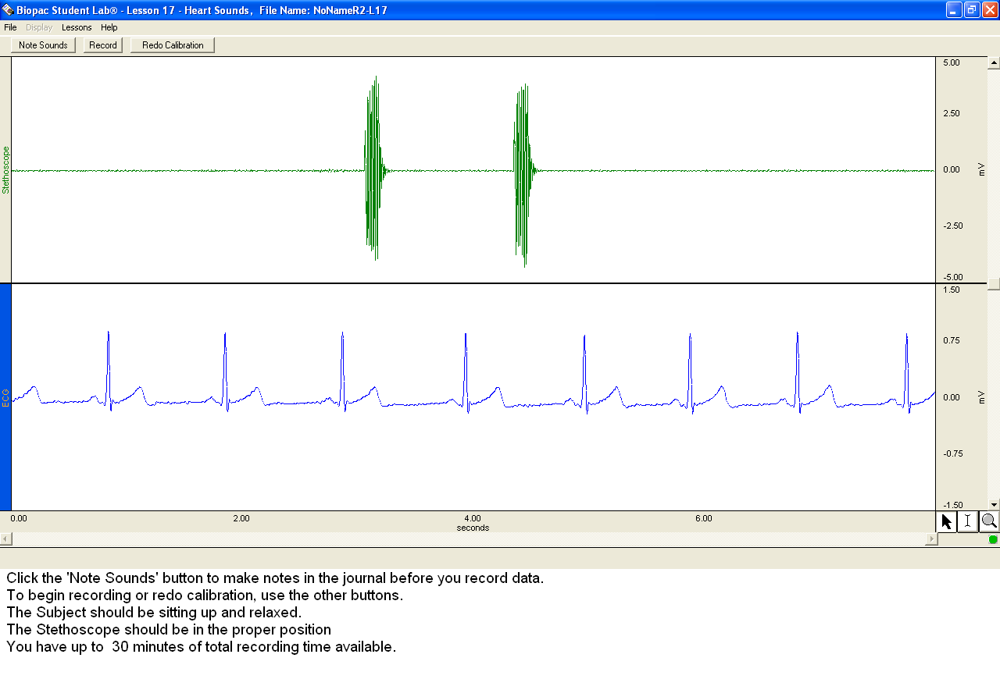 Biopac Student Lab® - Lesson 17 - Heart Sounds, File Name: NoNameR2-L17
File Display Lessons Help
Note Sounds Record Redo Calibration
Stethoscope
5.00
2.50
0.00
-2.50
-5.00
mV
ECG
1.50
0.75
0.00
-0.75
-1.50
mV
0.00 2.00 4.00 6.00
seconds
Click the 'Note Sounds' button to make notes in the journal before you record data.
To begin recording or redo calibration, use the other buttons.
The Subject should be sitting up and relaxed.
The Stethoscope should be in the proper position
You have up to 30 minutes of total recording time available.